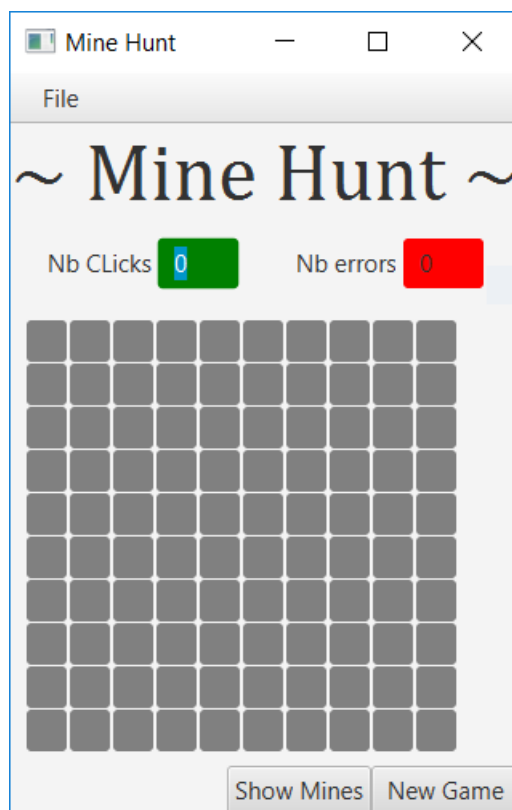 Mine Hunt
File
~ Mine Hunt ~
Nb CLicks 0 Nb errors 0
Show Mines New Game